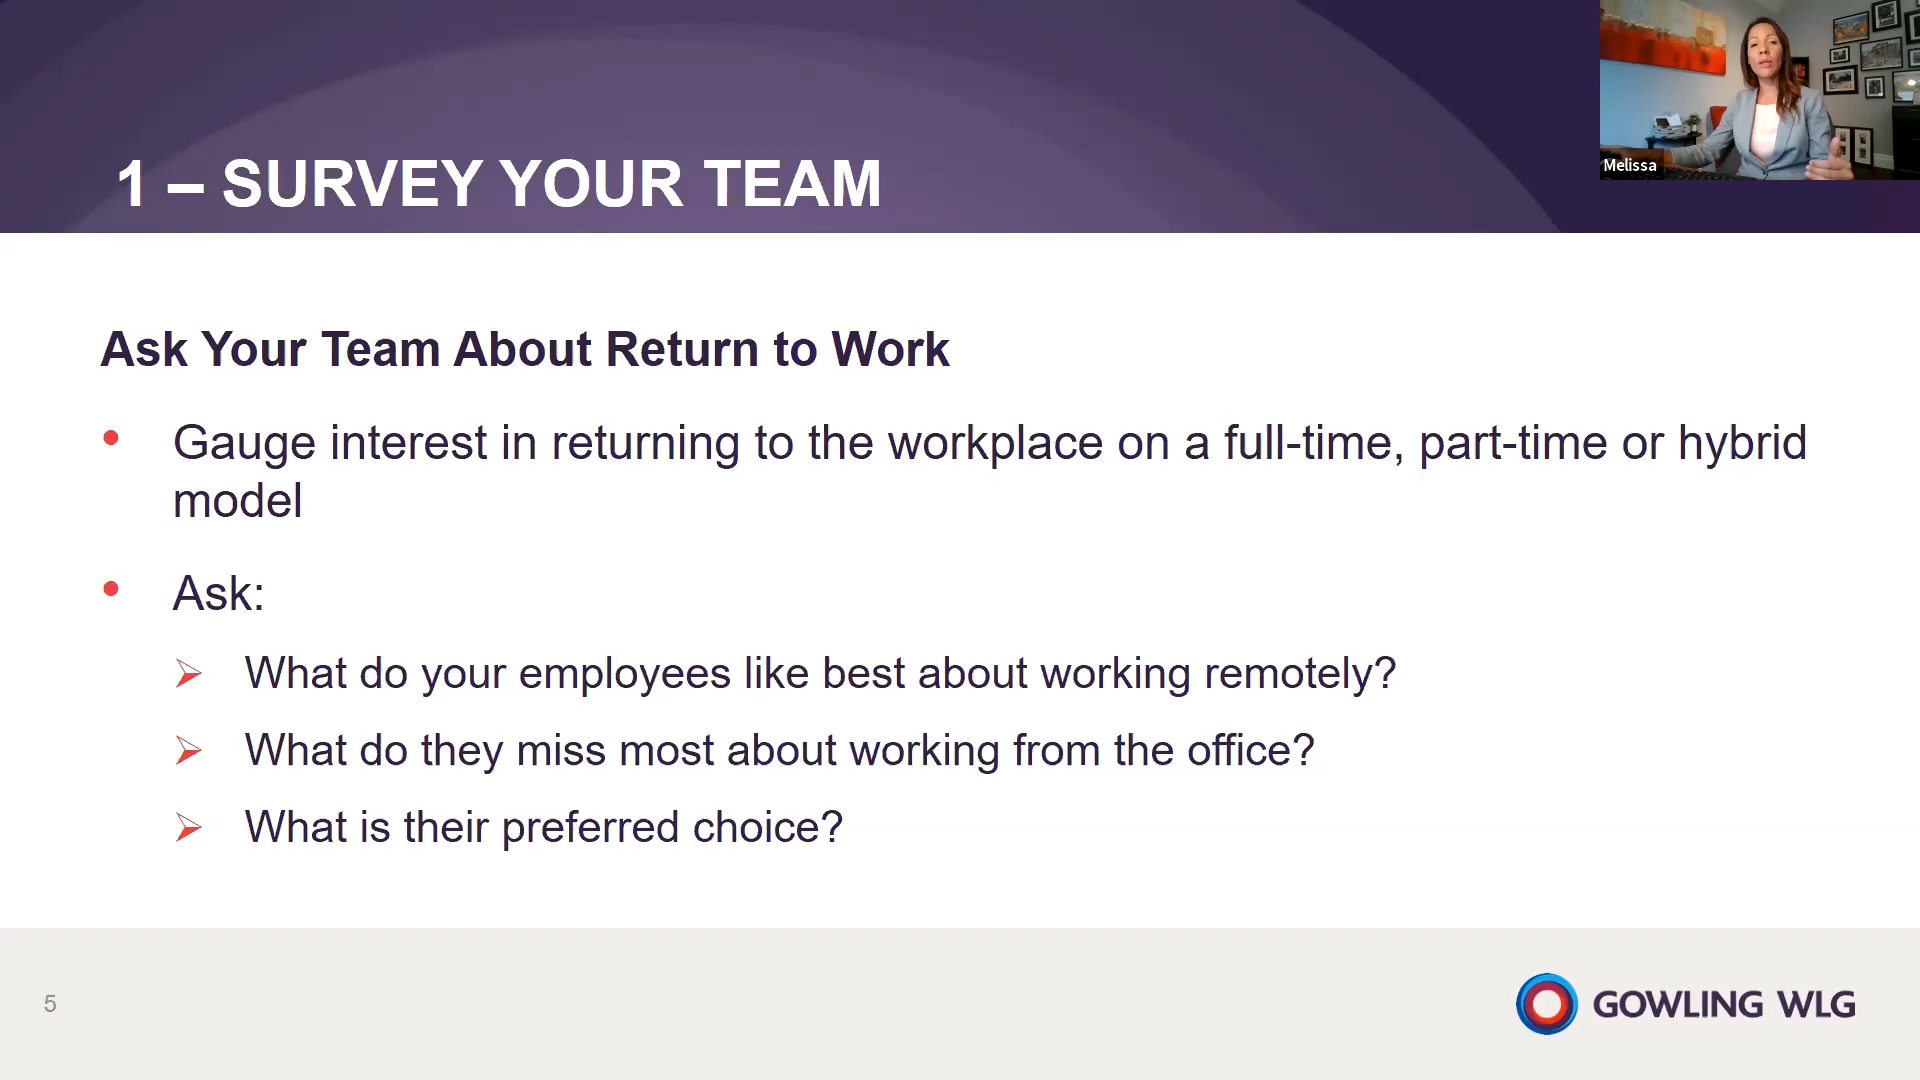 Melissa
1 – SURVEY YOUR TEAM
Ask Your Team About Return to Work
• Gauge interest in returning to the workplace on a full-time, part-time or hybrid
model
• Ask:
➢ What do your employees like best about working remotely?
➢ What do they miss most about working from the office?
➢ What is their preferred choice?
5
GOWLING WLG